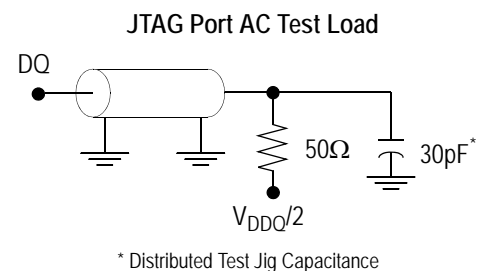 JTAG Port AC Test Load
DQ
50Ω
30pF*
VDDQ/2
* Distributed Test Jig Capacitance